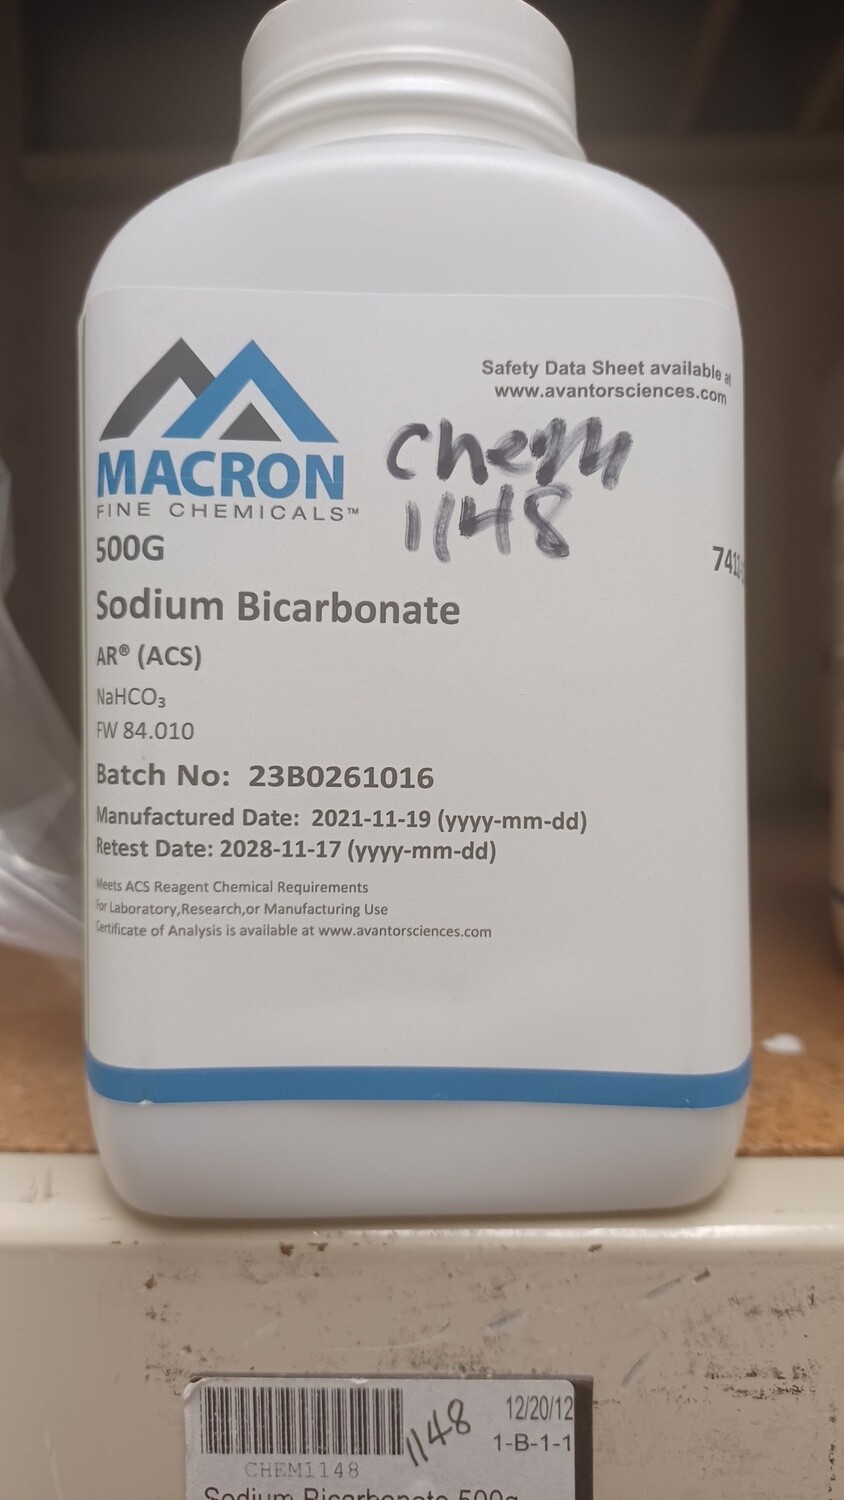 Safety Data Sheet available at
www.avantorsciences.com
MACRON
FINE CHEMICALS™
Chem
1148
500G
Sodium Bicarbonate
AR® (ACS)
NaHCO₃
FW 84.010
Batch No: 23B0261016
Manufactured Date: 2021-11-19 (yyyy-mm-dd)
Retest Date: 2028-11-17 (yyyy-mm-dd)
Meets ACS Reagent Chemical Requirements
For Laboratory,Research,or Manufacturing Use
Certificate of Analysis is available at www.avantorsciences.com
1148
12/20/12
1-B-1-1
CHEM1148
Sodium Bicarbonate 500g